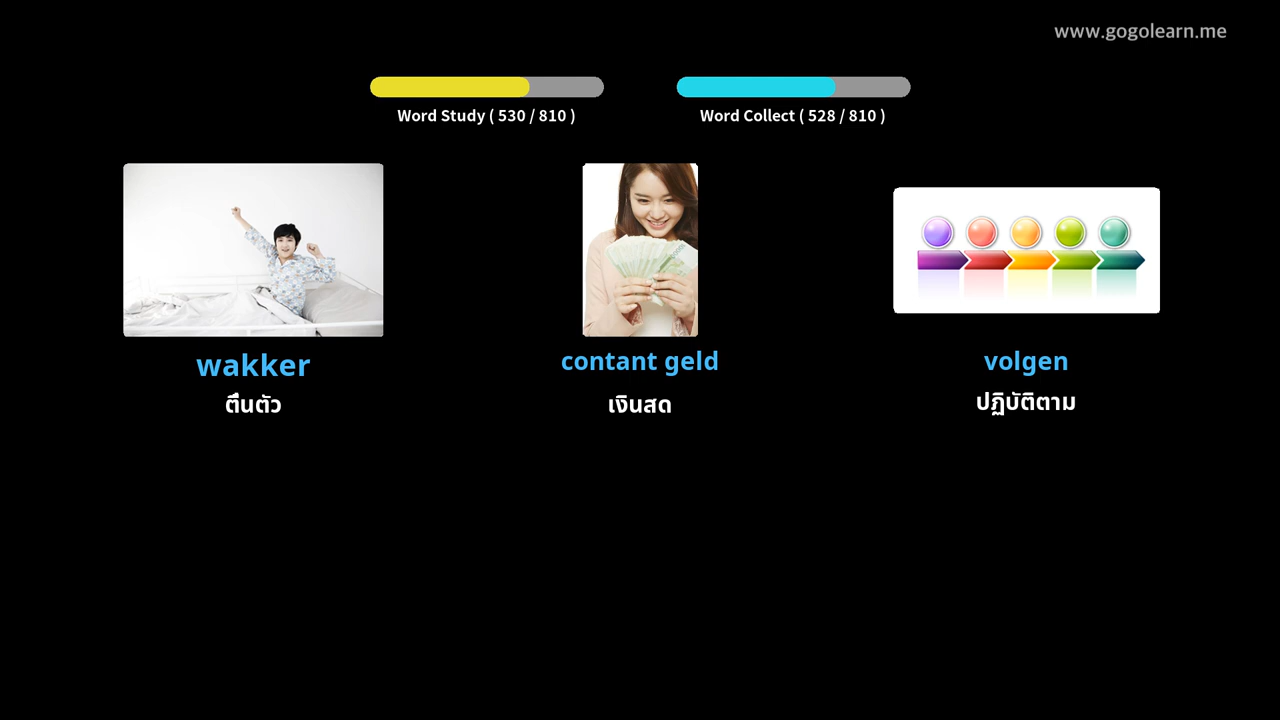 www.gogolearn.me
Word Study ( 530 / 810 )
Word Collect ( 528 / 810 )
wakker
ตื่นตัว
contant geld
เงินสด
volgen
ปฏิบัติตาม